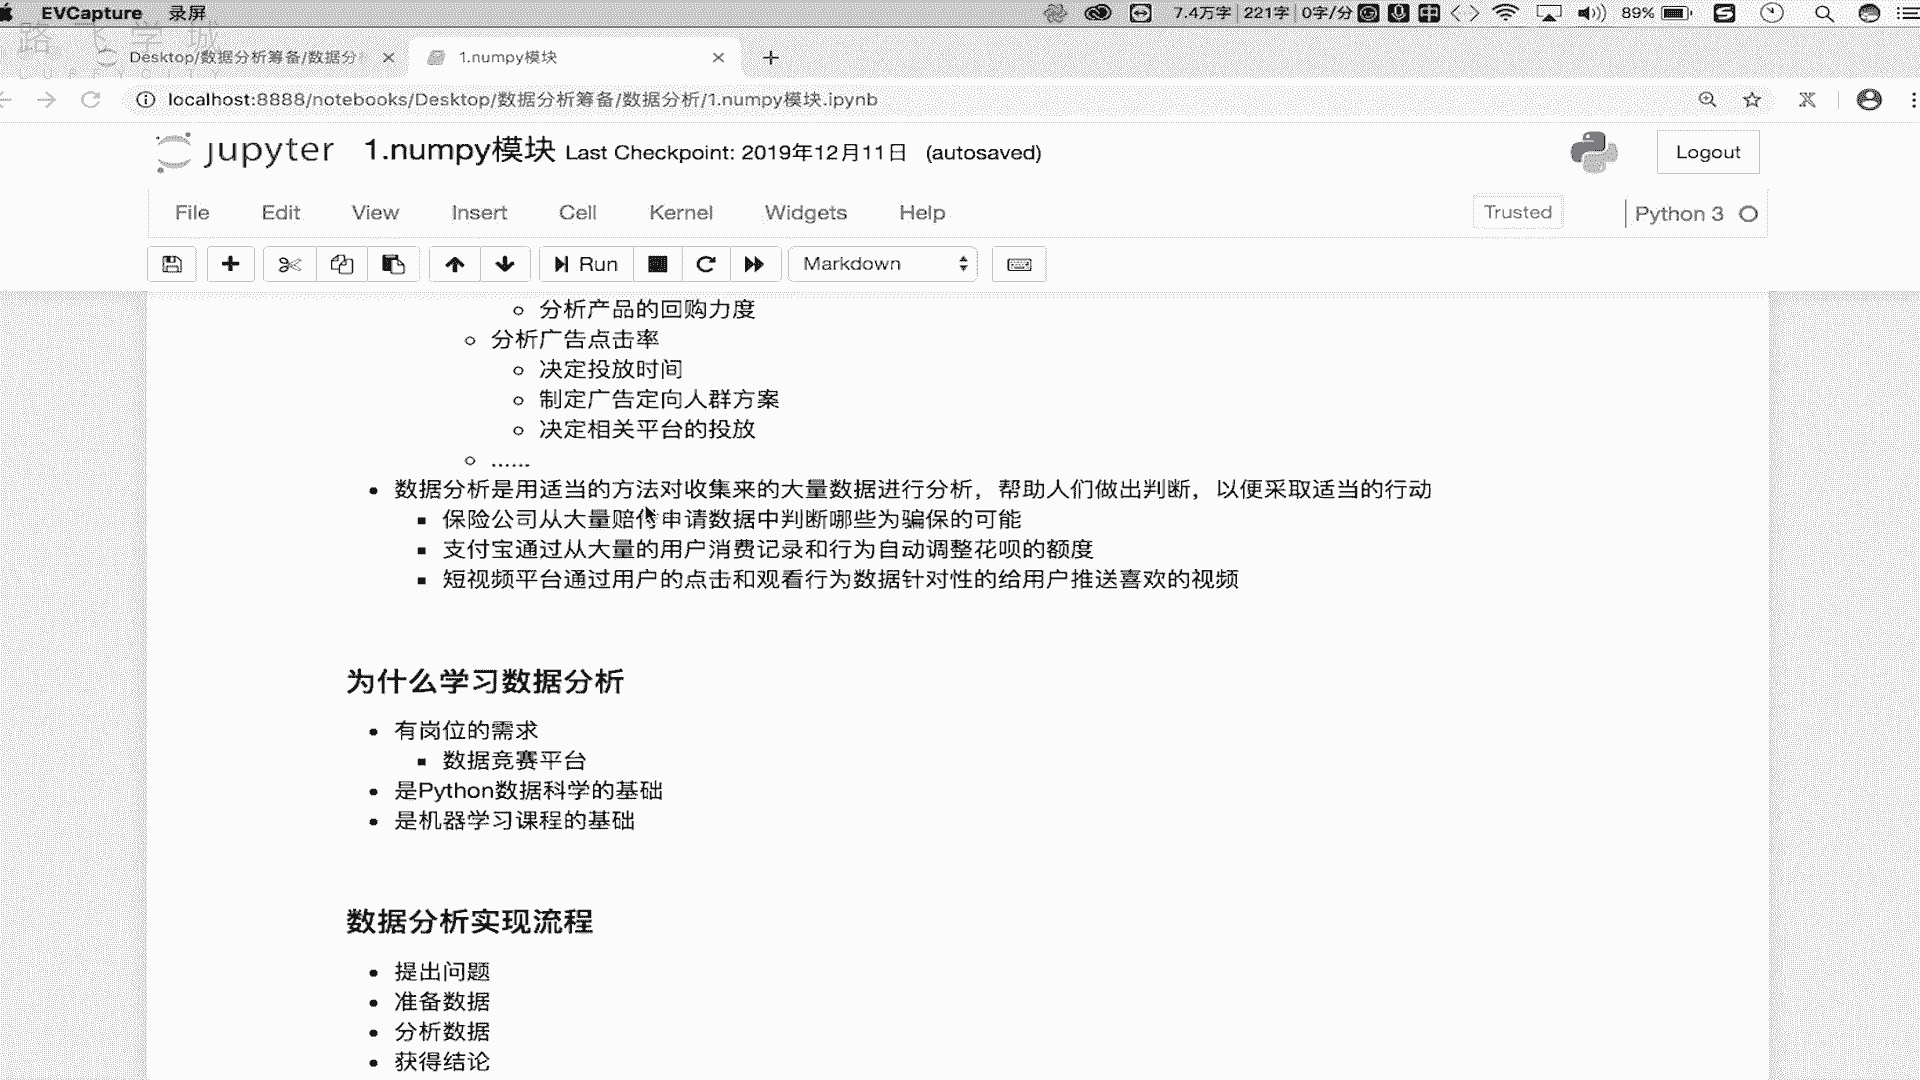 EVCapture 录屏 7.4万字 221字 0字/分 中 89%
路飞学城
LUFFYCITY
Desktop/数据分析筹备/数据分析 1.numpy模块
localhost:8888/notebooks/Desktop/数据分析筹备/数据分析/1.numpy模块.ipynb
jupyter 1.numpy模块 Last Checkpoint: 2019年12月11日 (autosaved) Logout
File Edit View Insert Cell Kernel Widgets Help Trusted Python 3
Run Markdown
分析产品的回购力度
分析广告点击率
决定投放时间
制定广告定向人群方案
决定相关平台的投放
......
数据分析是用适当的方法对收集来的大量数据进行分析，帮助人们做出判断，以便采取适当的行动
保险公司从大量赔付申请数据中判断哪些为骗保的可能
支付宝通过从大量的用户消费记录和行为自动调整花呗的额度
短视频平台通过用户的点击和观看行为数据针对性的给用户推送喜欢的视频
为什么学习数据分析
有岗位的需求
数据竞赛平台
是Python数据科学的基础
是机器学习课程的基础
数据分析实现流程
提出问题
准备数据
分析数据
获得结论